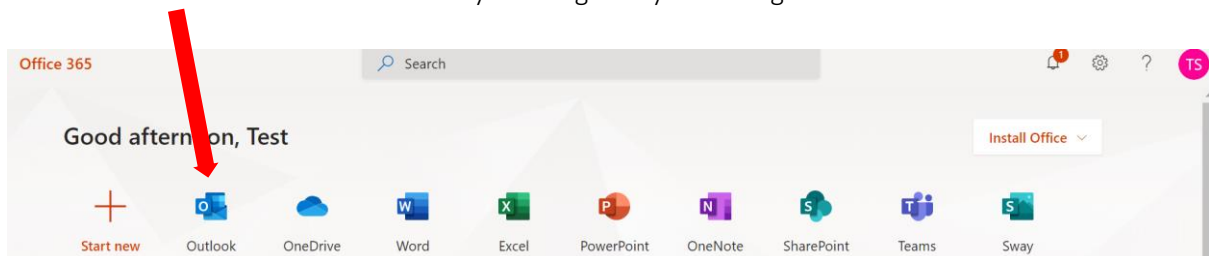 Office 365
Search
1
?
TS
Good afternoon, Test
Install Office
Start new
Outlook
OneDrive
Word
Excel
PowerPoint
OneNote
SharePoint
Teams
Sway